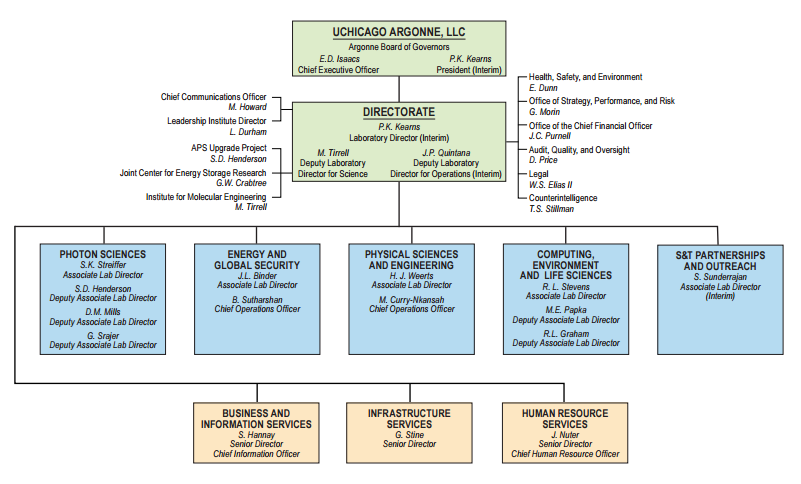 UCHICAGO ARGONNE, LLC
Argonne Board of Governors
E.D. Isaacs
Chief Executive Officer
P.K. Kearns
President (Interim)
Chief Communications Officer
M. Howard
Leadership Institute Director
L. Durham
APS Upgrade Project
S.D. Henderson
Joint Center for Energy Storage Research
G.W. Crabtree
Institute for Molecular Engineering
M. Tirrell
DIRECTORATE
P.K. Kearns
Laboratory Director (Interim)
M. Tirrell
Deputy Laboratory
Director for Science
J.P. Quintana
Deputy Laboratory
Director for Operations (Interim)
Health, Safety, and Environment
E. Dunn
Office of Strategy, Performance, and Risk
G. Morin
Office of the Chief Financial Officer
J.C. Purnell
Audit, Quality, and Oversight
D. Price
Legal
W.S. Elias II
Counterintelligence
T.S. Stillman
PHOTON SCIENCES
S.K. Streiffer
Associate Lab Director
S.D. Henderson
Deputy Associate Lab Director
D.M. Mills
Deputy Associate Lab Director
G. Srajer
Deputy Associate Lab Director
ENERGY AND
GLOBAL SECURITY
J.L. Binder
Associate Lab Director
B. Sutharshan
Chief Operations Officer
PHYSICAL SCIENCES
AND ENGINEERING
H. J. Weerts
Associate Lab Director
M. Curry-Nkansah
Chief Operations Officer
COMPUTING,
ENVIRONMENT
AND LIFE SCIENCES
R. L. Stevens
Associate Lab Director
M.E. Papka
Deputy Associate Lab Director
R.L. Graham
Deputy Associate Lab Director
S&T PARTNERSHIPS
AND OUTREACH
S. Sunderrajan
Associate Lab Director
(Interim)
BUSINESS AND
INFORMATION SERVICES
S. Hannay
Senior Director
Chief Information Officer
INFRASTRUCTURE
SERVICES
G. Stine
Senior Director
HUMAN RESOURCE
SERVICES
J. Nuter
Senior Director
Chief Human Resource Officer